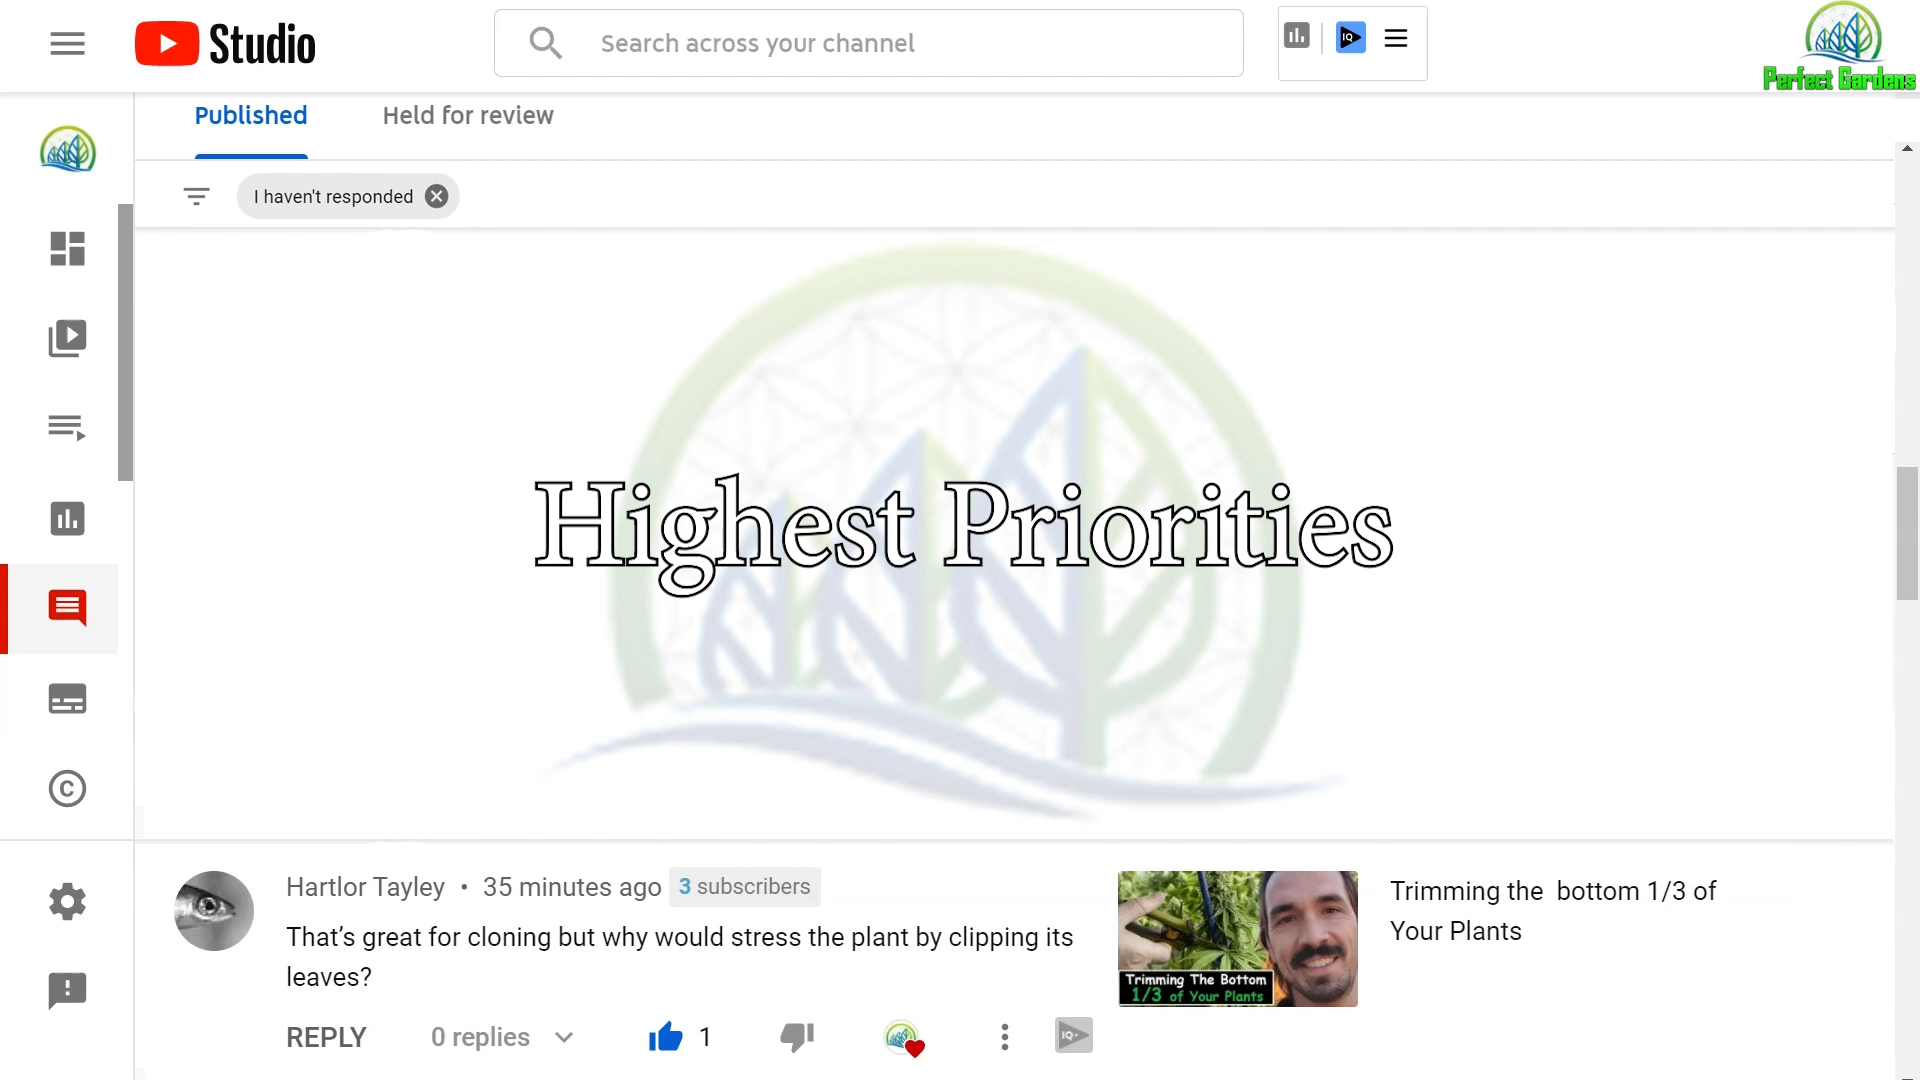 Studio
Search across your channel
IQ
Perfect Gardens
Published
Held for review
I haven't responded
Highest Priorities
Hartlor Tayley • 35 minutes ago 3 subscribers
That’s great for cloning but why would stress the plant by clipping its
leaves?
REPLY
0 replies
1
IQ
Trimming The Bottom
1/3 of Your Plants
Trimming the bottom 1/3 of
Your Plants